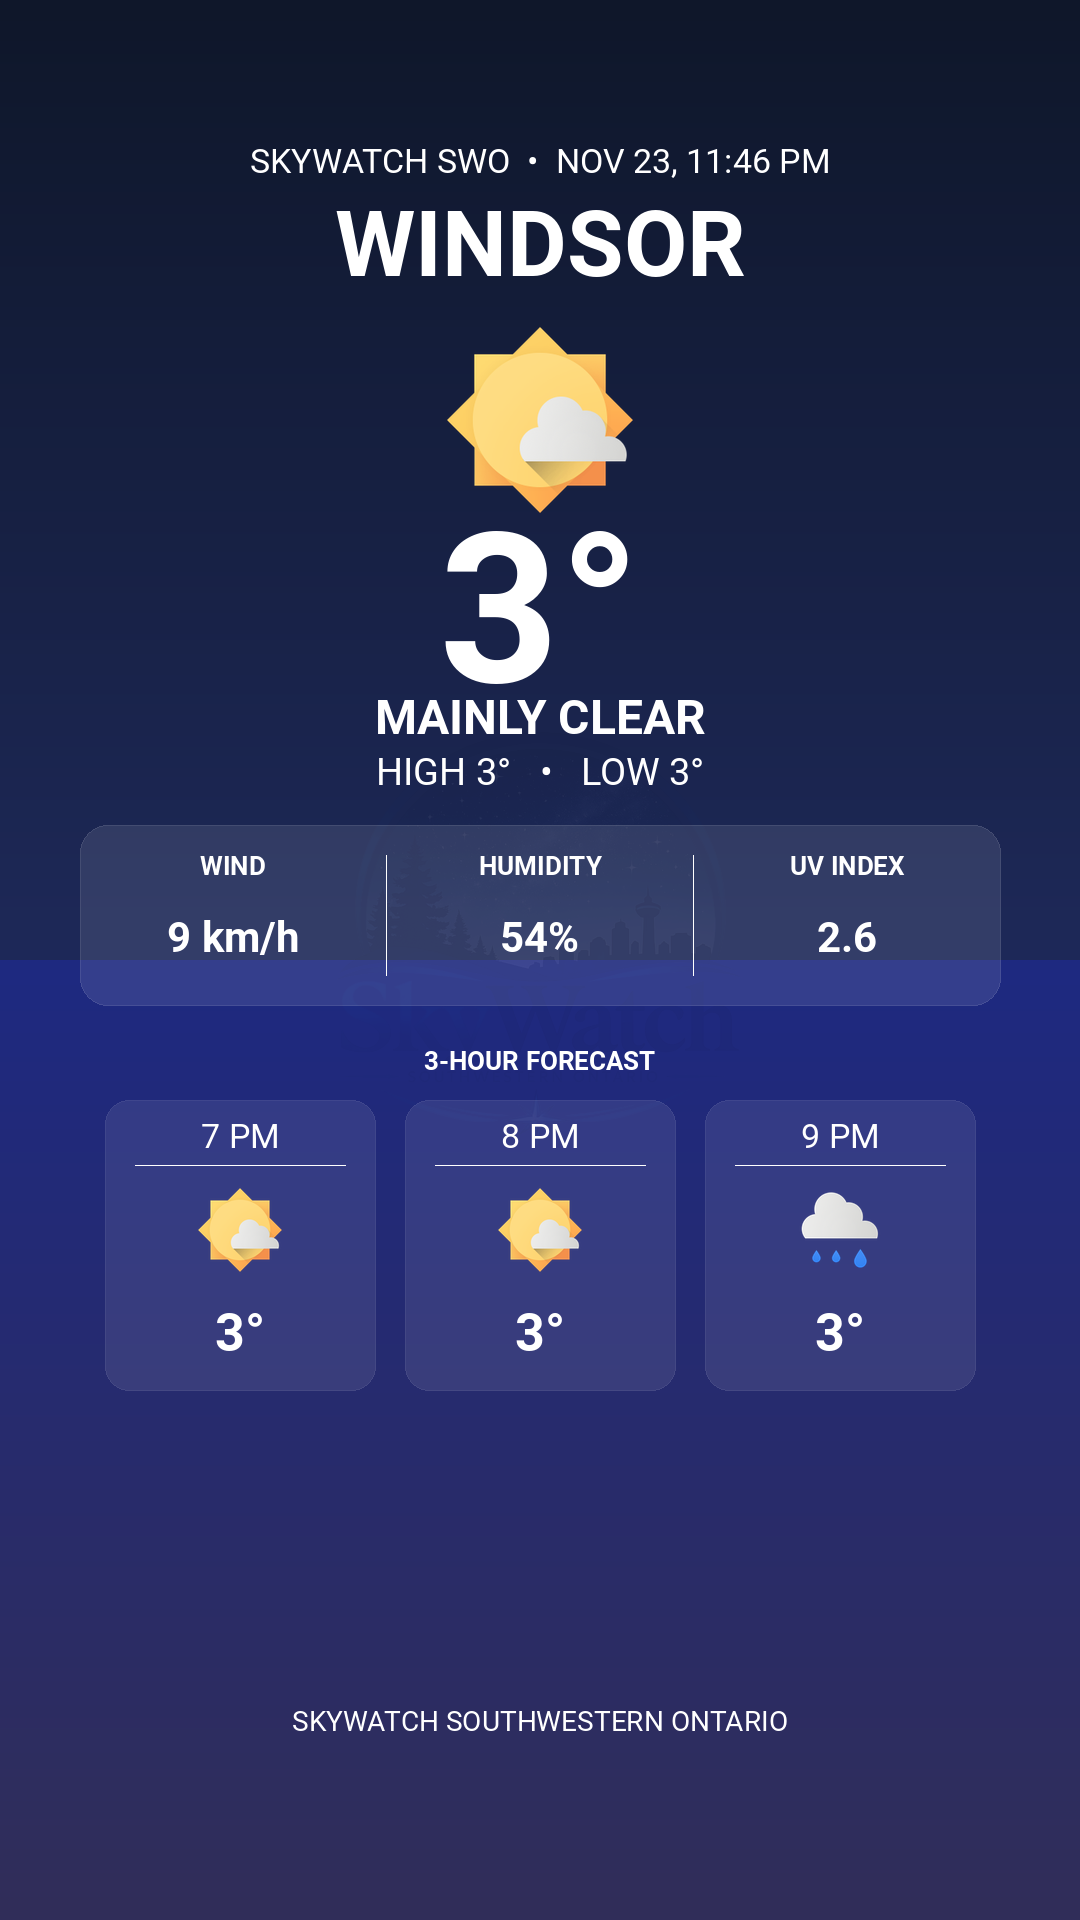 SKYWATCH SWO • NOV 23, 11:46 PM
WINDSOR
3°
MAINLY CLEAR
HIGH 3° • LOW 3°
WIND HUMIDITY UV INDEX
9 km/h 54% 2.6
SkyWatch
3-HOUR FORECAST
7 PM 8 PM 9 PM
3° 3° 3°
SKYWATCH SOUTHWESTERN ONTARIO